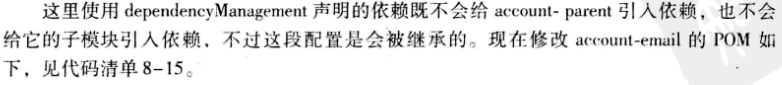 这里使用 dependencyManagement 声明的依赖既不会给 account- parent 引入依赖，也不会
给它的子模块引入依赖，不过这段配置是会被继承的。现在修改 account-email 的 POM 如
下，见代码清单 8-15。